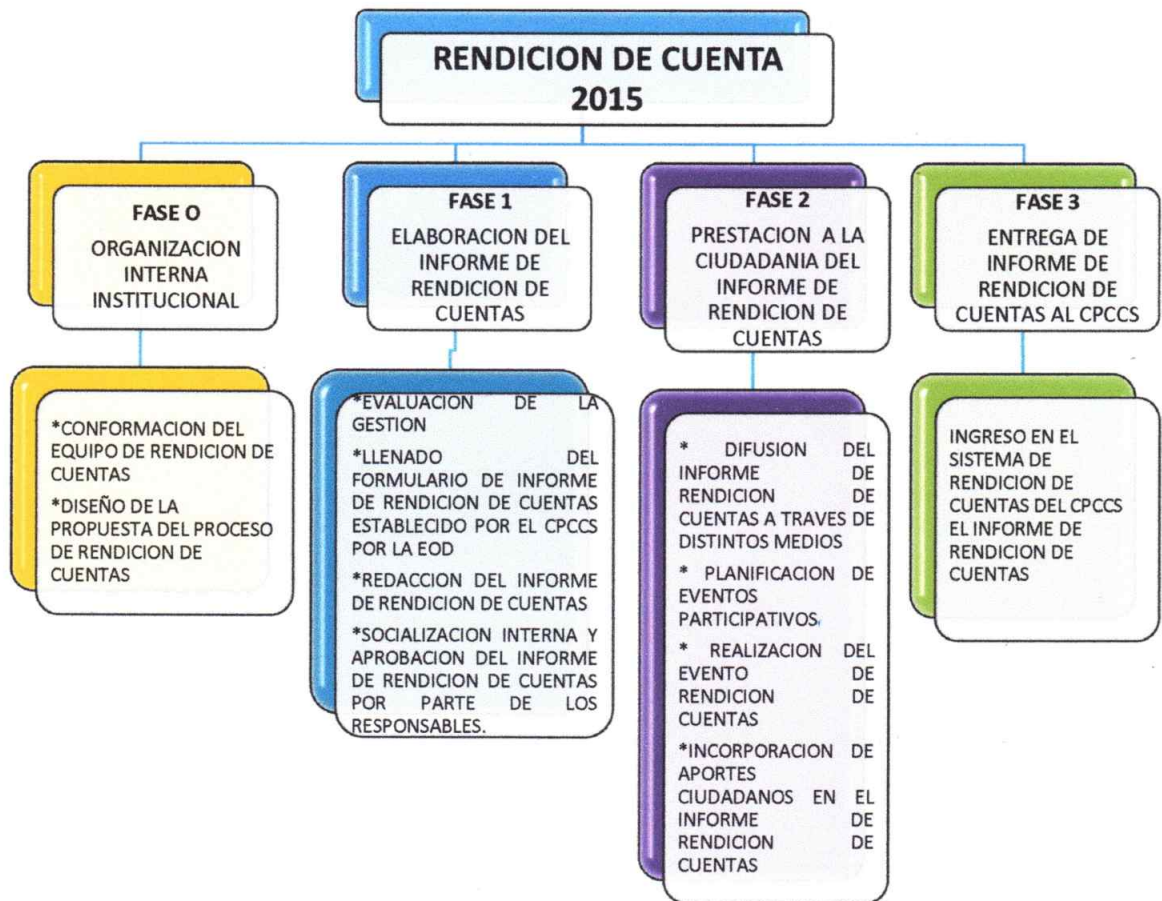 RENDICION DE CUENTA
2015
FASE O
ORGANIZACION
INTERNA
INSTITUCIONAL
*CONFORMACION DEL
EQUIPO DE RENDICION DE
CUENTAS
*DISEÑO DE LA
PROPUESTA DEL PROCESO
DE RENDICION DE
CUENTAS
FASE 1
ELABORACION DEL
INFORME DE
RENDICION DE
CUENTAS
*EVALUACION DE LA
GESTION
*LLENADO DEL
FORMULARIO DE INFORME
DE RENDICION DE CUENTAS
ESTABLECIDO POR EL CPCCS
POR LA EOD
*REDACCION DEL INFORME
DE RENDICION DE CUENTAS
*SOCIALIZACION INTERNA Y
APROBACION DEL INFORME
DE RENDICION DE CUENTAS
POR PARTE DE LOS
RESPONSABLES.
FASE 2
PRESTACION A LA
CIUDADANIA DEL
INFORME DE
RENDICION DE
CUENTAS
* DIFUSION DEL
INFORME DE
RENDICION DE
CUENTAS A TRAVES DE
DISTINTOS MEDIOS
* PLANIFICACION DE
EVENTOS
PARTICIPATIVOS.
* REALIZACION DEL
EVENTO DE
RENDICION DE
CUENTAS
*INCORPORACION DE
APORTES
CIUDADANOS EN EL
INFORME DE
RENDICION DE
CUENTAS
FASE 3
ENTREGA DE
INFORME DE
RENDICION DE
CUENTAS AL CPCCS
INGRESO EN EL
SISTEMA DE
RENDICION DE
CUENTAS DEL CPCCS
EL INFORME DE
RENDICION DE
CUENTAS